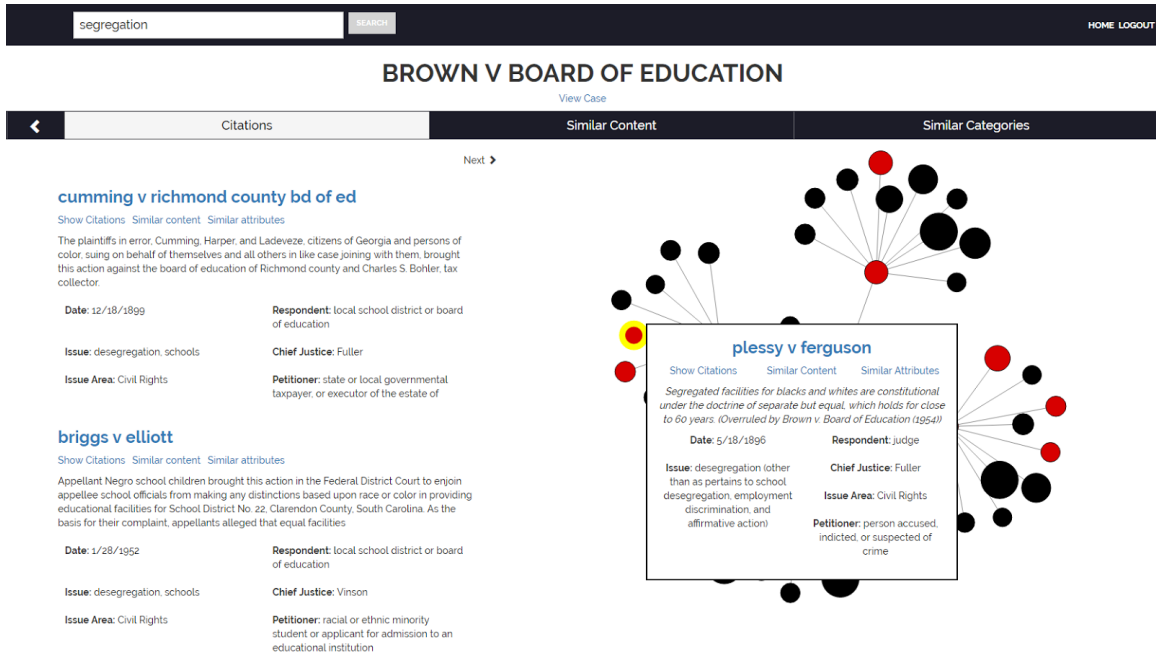 segregation
SEARCH
HOME LOGOUT
BROWN V BOARD OF EDUCATION
View Case
Citations
Similar Content
Similar Categories
Next
cumming v richmond county bd of ed
Show Citations Similar content Similar attributes
The plaintiffs in error, Cumming, Harper, and Ladeveze, citizens of Georgia and persons of
color, suing on behalf of themselves and all others in like case joining with them, brought
this action against the board of education of Richmond county and Charles S. Bohler, tax
collector.
Date: 12/18/1899
Respondent: local school district or board
of education
Issue: desegregation, schools
Chief Justice: Fuller
Issue Area: Civil Rights
Petitioner: state or local governmental
taxpayer, or executor of the estate of
briggs v elliott
Show Citations Similar content Similar attributes
Appellant Negro school children brought this action in the Federal District Court to enjoin
appellee school officials from making any distinctions based upon race or color in providing
educational facilities for School District No. 22, Clarendon County, South Carolina. As the
basis for their complaint, appellants alleged that equal facilities
Date: 1/28/1952
Respondent: local school district or board
of education
Issue: desegregation, schools
Chief Justice: Vinson
Issue Area: Civil Rights
Petitioner: racial or ethnic minority
student or applicant for admission to an
educational institution
plessy v ferguson
Show Citations Similar Content Similar Attributes
Segregated facilities for blacks and whites are constitutional
under the doctrine of separate but equal, which holds for close
to 60 years. (Overruled by Brown v. Board of Education (1954))
Date: 5/18/1896
Respondent: judge
Issue: desegregation (other
than as pertains to school
desegregation, employment
discrimination, and
affirmative action)
Chief Justice: Fuller
Issue Area: Civil Rights
Petitioner: person accused,
indicted, or suspected of
crime